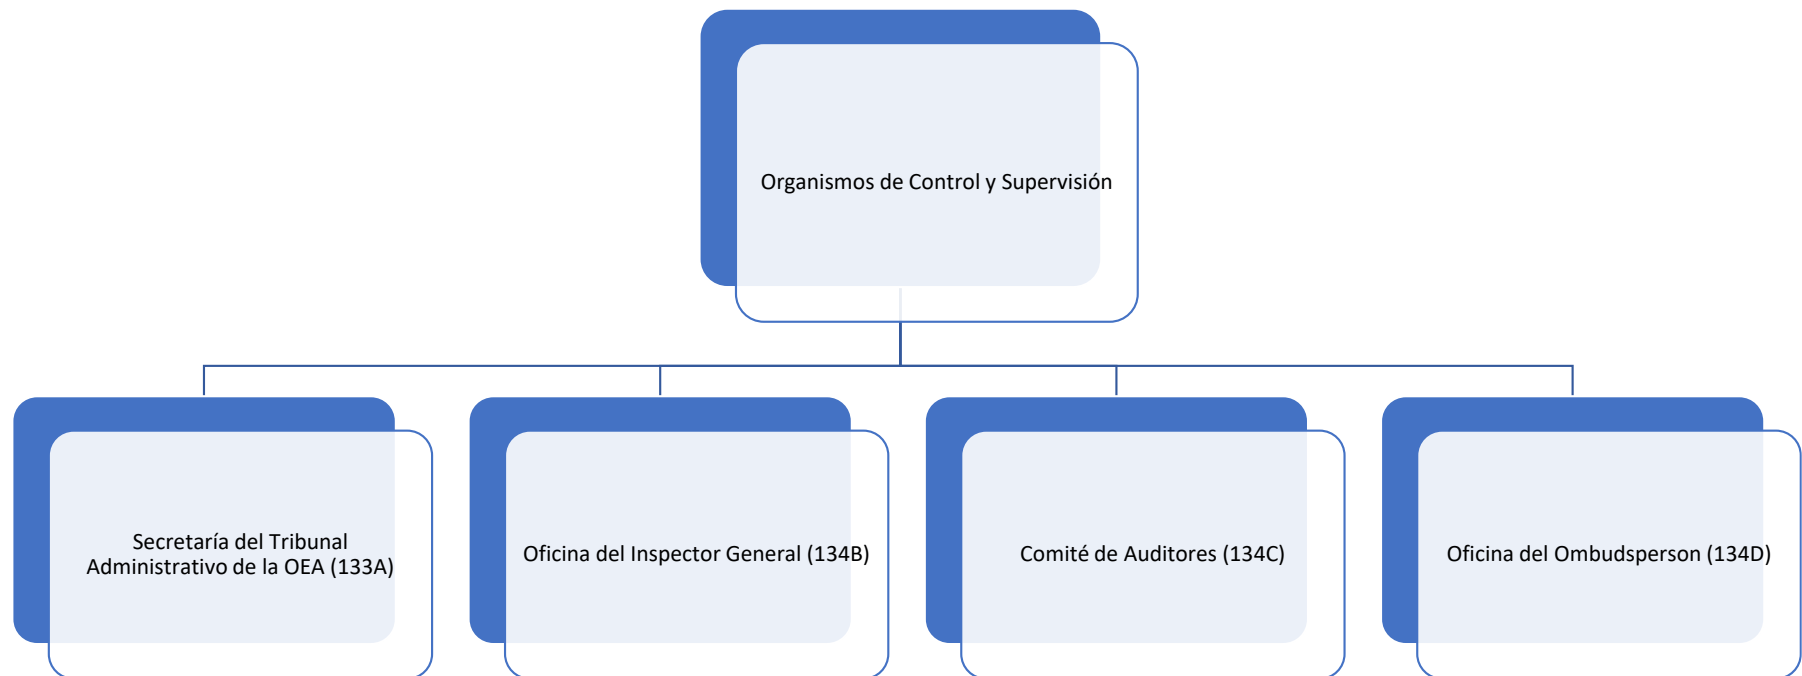 Organismos de Control y Supervisión
Secretaría del Tribunal
Administrativo de la OEA (133A)
Oficina del Inspector General (134B)
Comité de Auditores (134C)
Oficina del Ombudsperson (134D)